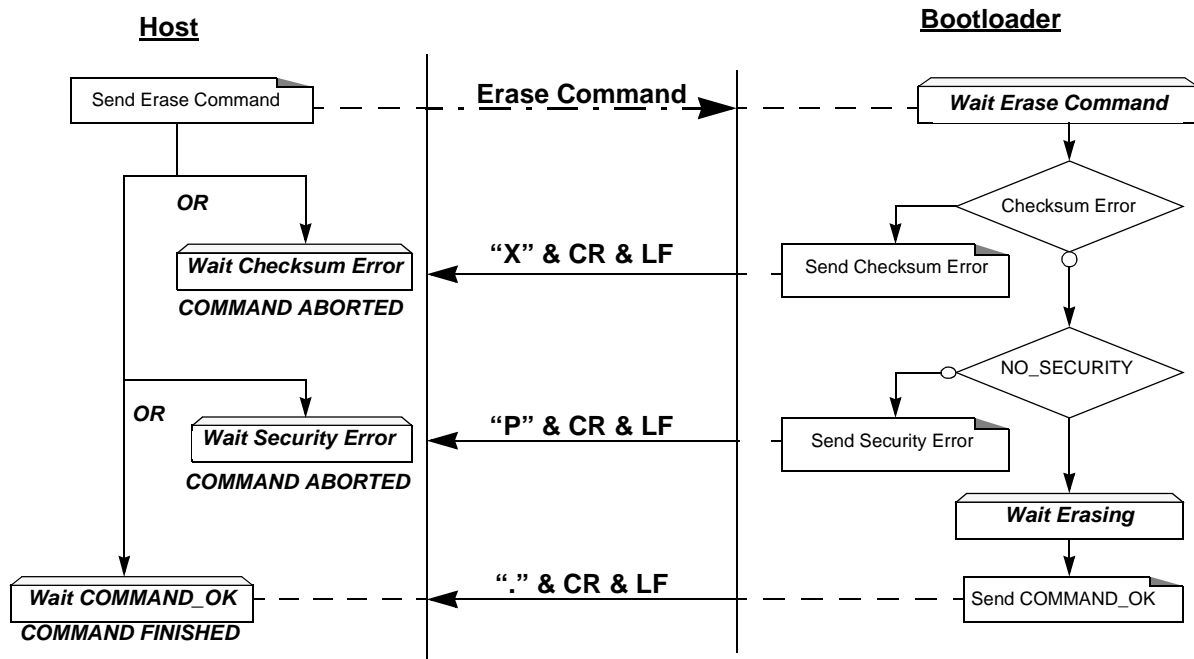 Host
Bootloader
Send Erase Command
Erase Command
Wait Erase Command
OR
Checksum Error
Wait Checksum Error
“X” & CR & LF
Send Checksum Error
COMMAND ABORTED
NO_SECURITY
OR
Wait Security Error
“P” & CR & LF
Send Security Error
COMMAND ABORTED
Wait Erasing
Wait COMMAND_OK
“.” & CR & LF
Send COMMAND_OK
COMMAND FINISHED